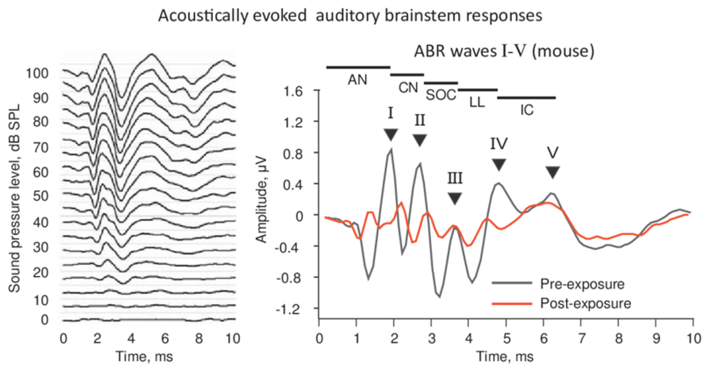 Acoustically evoked auditory brainstem responses
Sound pressure level, dB SPL
100
90
80
70
60
50
40
30
20
10
0
0 2 4 6 8 10
Time, ms
ABR waves I-V (mouse)
AN
CN
SOC
LL
IC
I
II
III
IV
V
Amplitude, µV
1.6
1.2
0.8
0.4
0
-0.4
-0.8
-1.2
Pre-exposure
Post-exposure
0 1 2 3 4 5 6 7 8 9 10
Time, ms